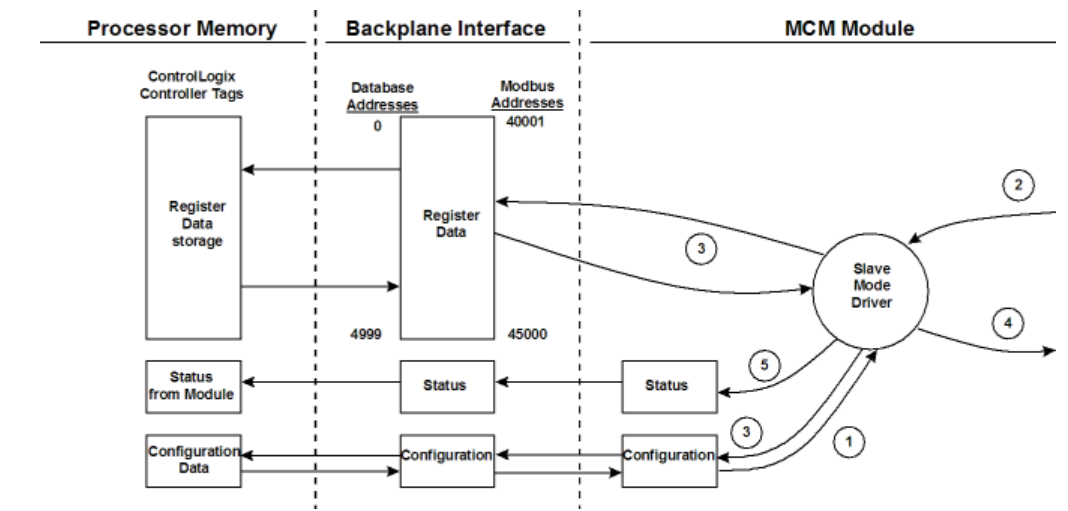 Processor Memory
Backplane Interface
MCM Module
ControlLogix
Controller Tags
Database
Addresses
0
Modbus
Addresses
40001
Register
Data
storage
Register
Data
2
3
Slave
Mode
Driver
4
4999
45000
Status
from Module
Status
Status
5
3
1
Configuration
Data
Configuration
Configuration